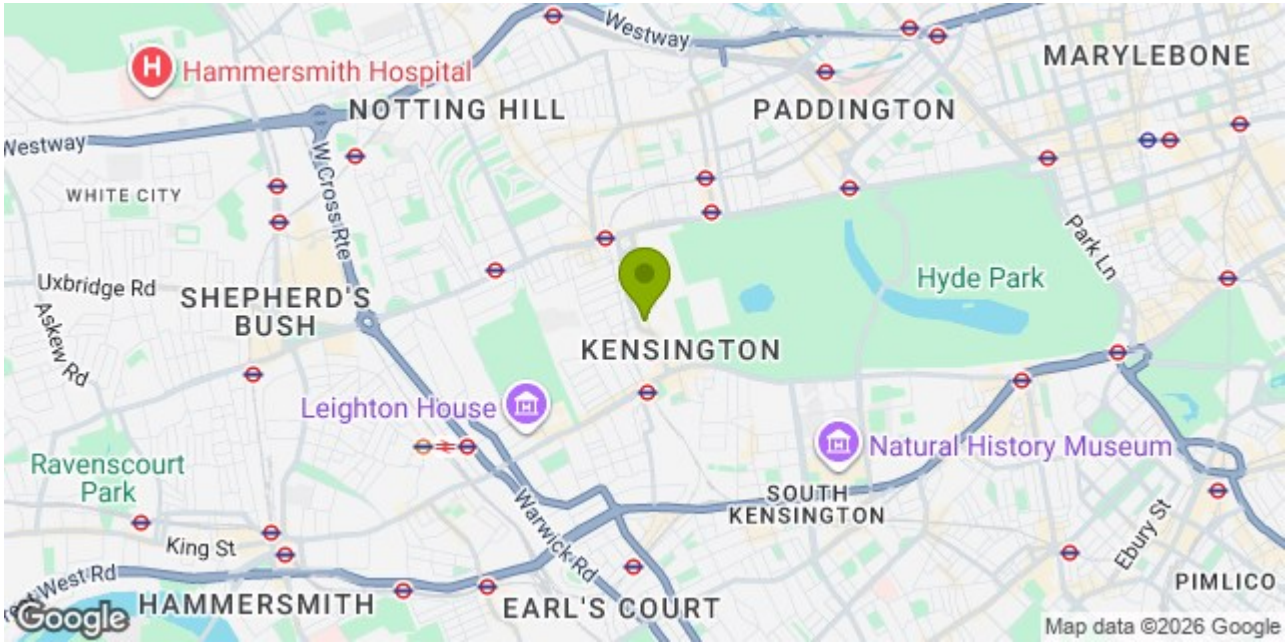 Westway
MARYLEBONE
H
Hammersmith Hospital
NOTTING HILL
PADDINGTON
Westway
W Cross Rte
WHITE CITY
Park Ln
Hyde Park
Uxbridge Rd
SHEPHERD'S
BUSH
Askew Rd
KENSINGTON
Leighton House
Natural History Museum
Ravenscourt
Park
SOUTH
KENSINGTON
Warwick Rd
Ebury St
King St
West Rd
PIMLICO
HAMMERSMITH
EARL'S COURT
Google
Map data ©2026 Google